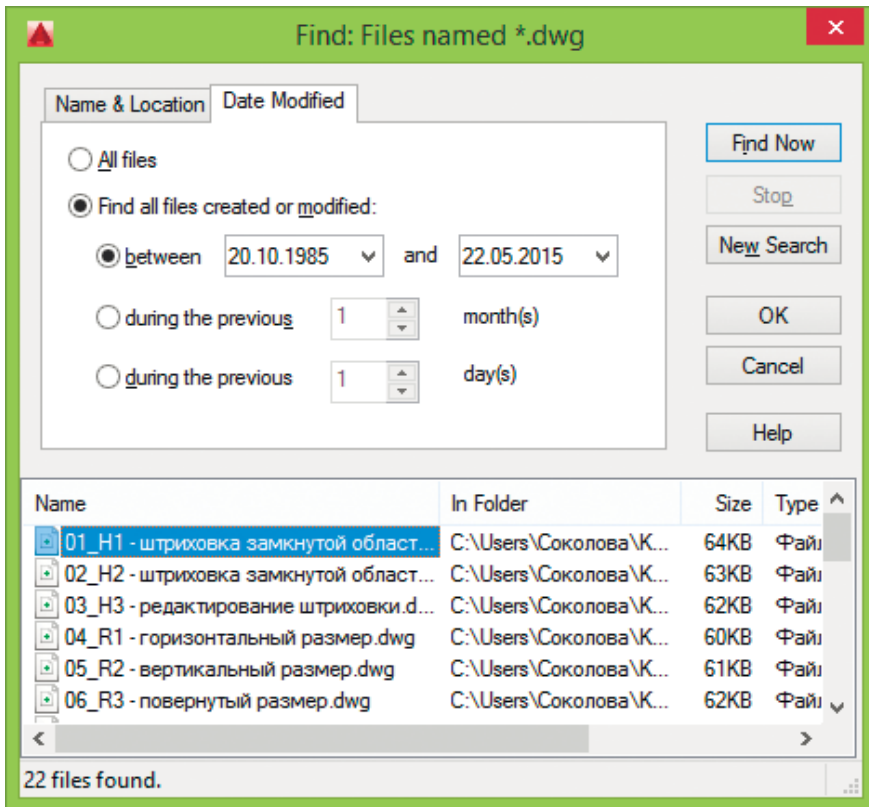 Find: Files named *.dwg
Name & Location Date Modified
All files
Find all files created or modified:
between 20.10.1985 and 22.05.2015
during the previous 1 month(s)
during the previous 1 day(s)
Find Now
Stop
New Search
OK
Cancel
Help
Name In Folder Size Type
01_H1 - штриховка замкнутой област... C:\Users\Соколова\К... 64KB Файл
02_H2 - штриховка замкнутой област... C:\Users\Соколова\К... 63KB Файл
03_H3 - редактирование штриховки.d... C:\Users\Соколова\К... 62KB Файл
04_R1 - горизонтальный размер.dwg C:\Users\Соколова\К... 60KB Файл
05_R2 - вертикальный размер.dwg C:\Users\Соколова\К... 61KB Файл
06_R3 - повернутый размер.dwg C:\Users\Соколова\К... 62KB Файл
22 files found.